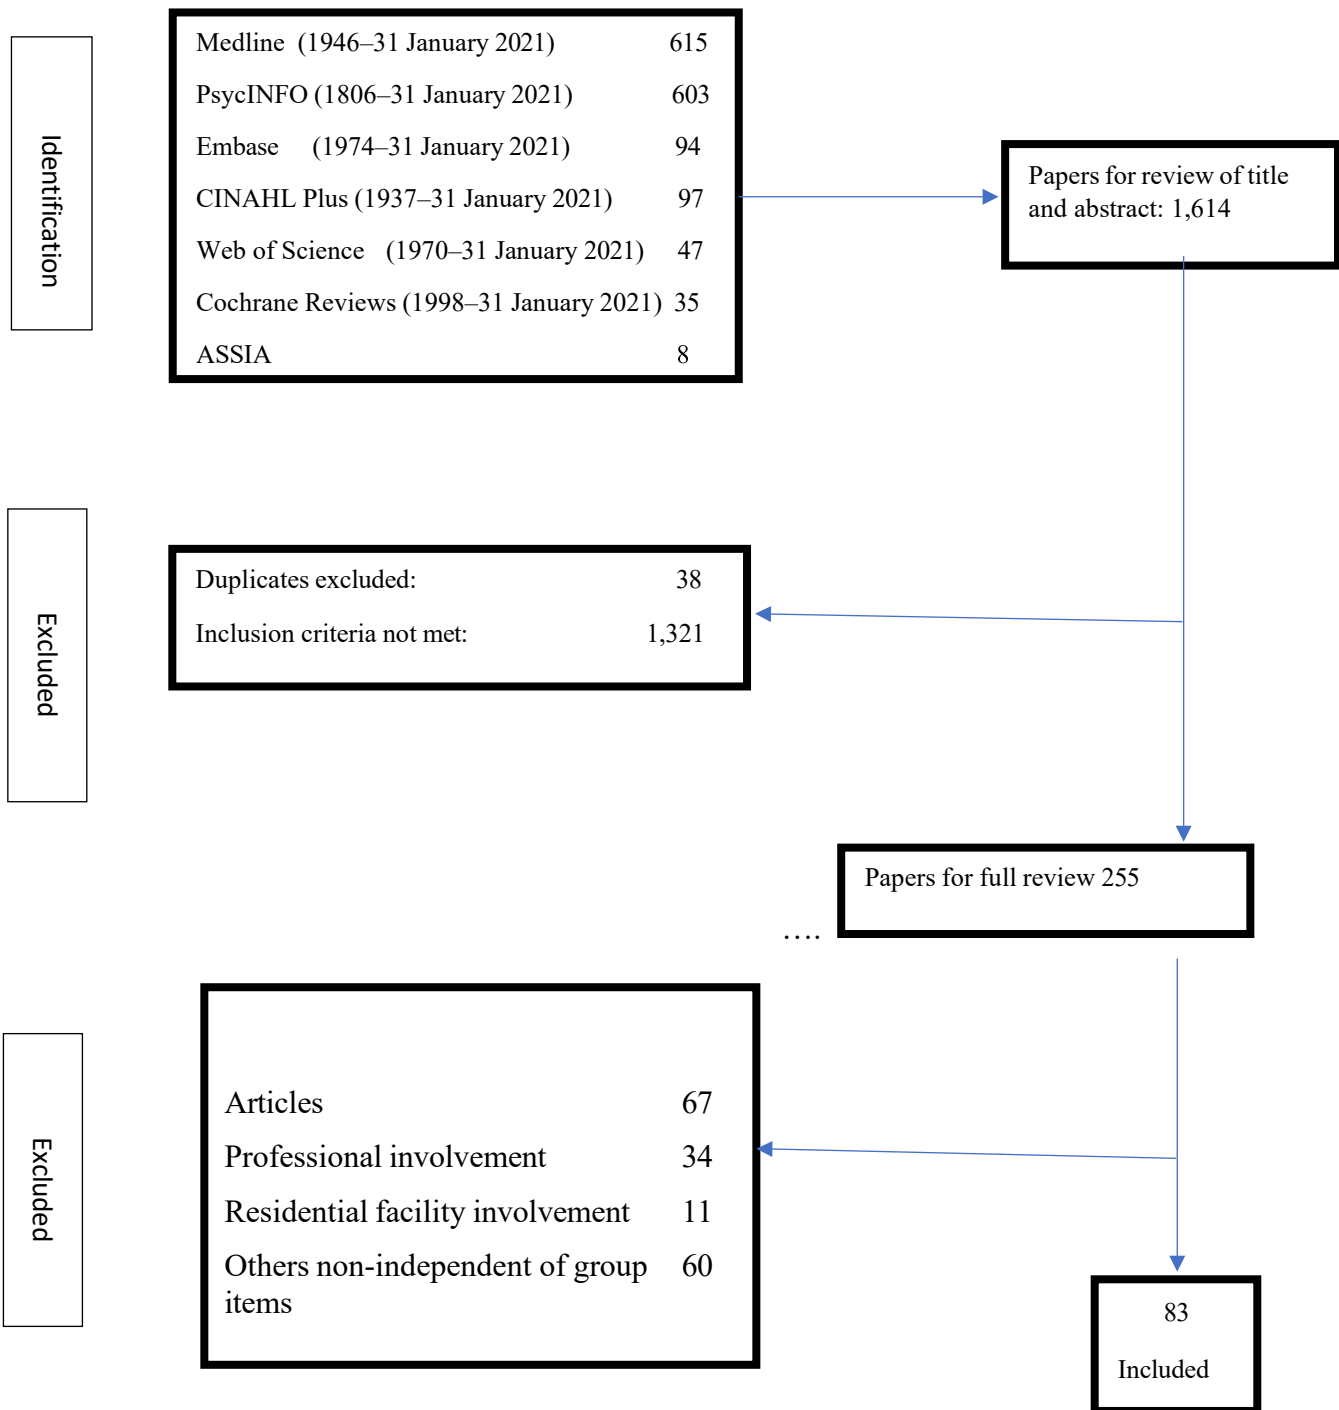 Identification
Medline (1946–31 January 2021) 615
PsycINFO (1806–31 January 2021) 603
Embase (1974–31 January 2021) 94
CINAHL Plus (1937–31 January 2021) 97
Web of Science (1970–31 January 2021) 47
Cochrane Reviews (1998–31 January 2021) 35
ASSIA 8
Papers for review of title
and abstract: 1,614
Excluded
Duplicates excluded: 38
Inclusion criteria not met: 1,321
Papers for full review 255
....
Excluded
Articles 67
Professional involvement 34
Residential facility involvement 11
Others non-independent of group 60
items
83
Included